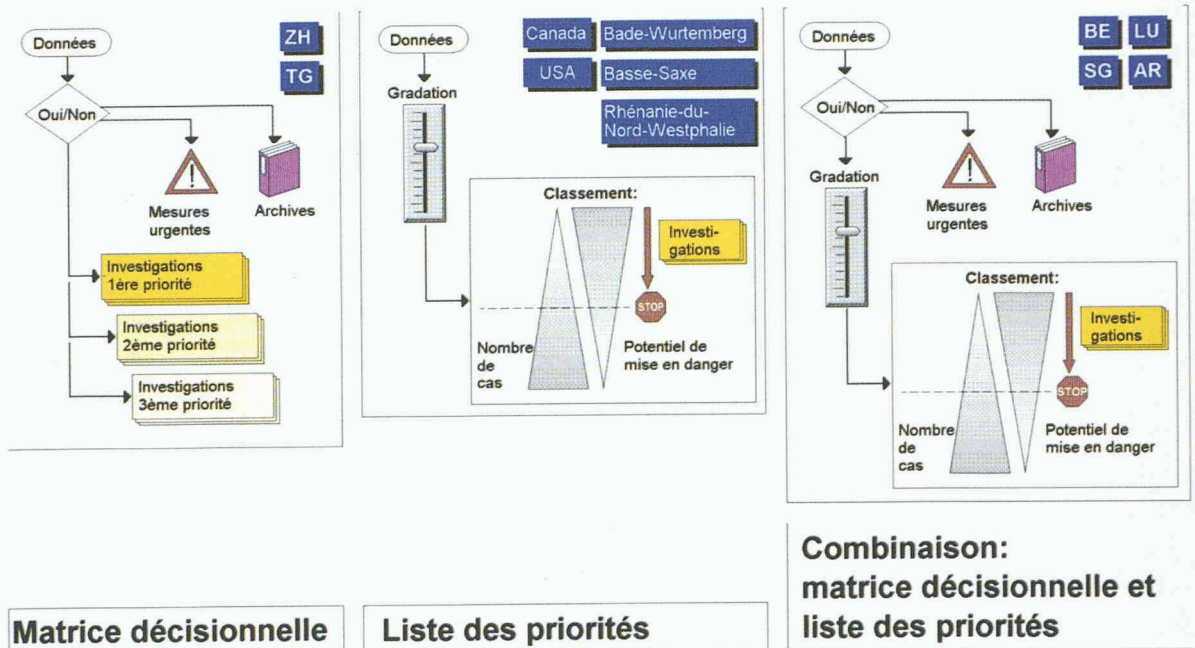 Données
ZH
TG
Oui/Non
Mesures
urgentes
Archives
Investigations
1ère priorité
Investigations
2ème priorité
Investigations
3ème priorité
Matrice décisionnelle
Données
Canada
Bade-Wurtemberg
USA
Basse-Saxe
Rhénanie-du-
Nord-Westphalie
Gradation
Classement:
Investi-
gations
STOP
Nombre
de
cas
Potentiel de
mise en danger
Liste des priorités
Données
BE
LU
SG
AR
Oui/Non
Gradation
Mesures
urgentes
Archives
Classement:
Investi-
gations
STOP
Nombre
de
cas
Potentiel de
mise en danger
Combinaison:
matrice décisionnelle et
liste des priorités